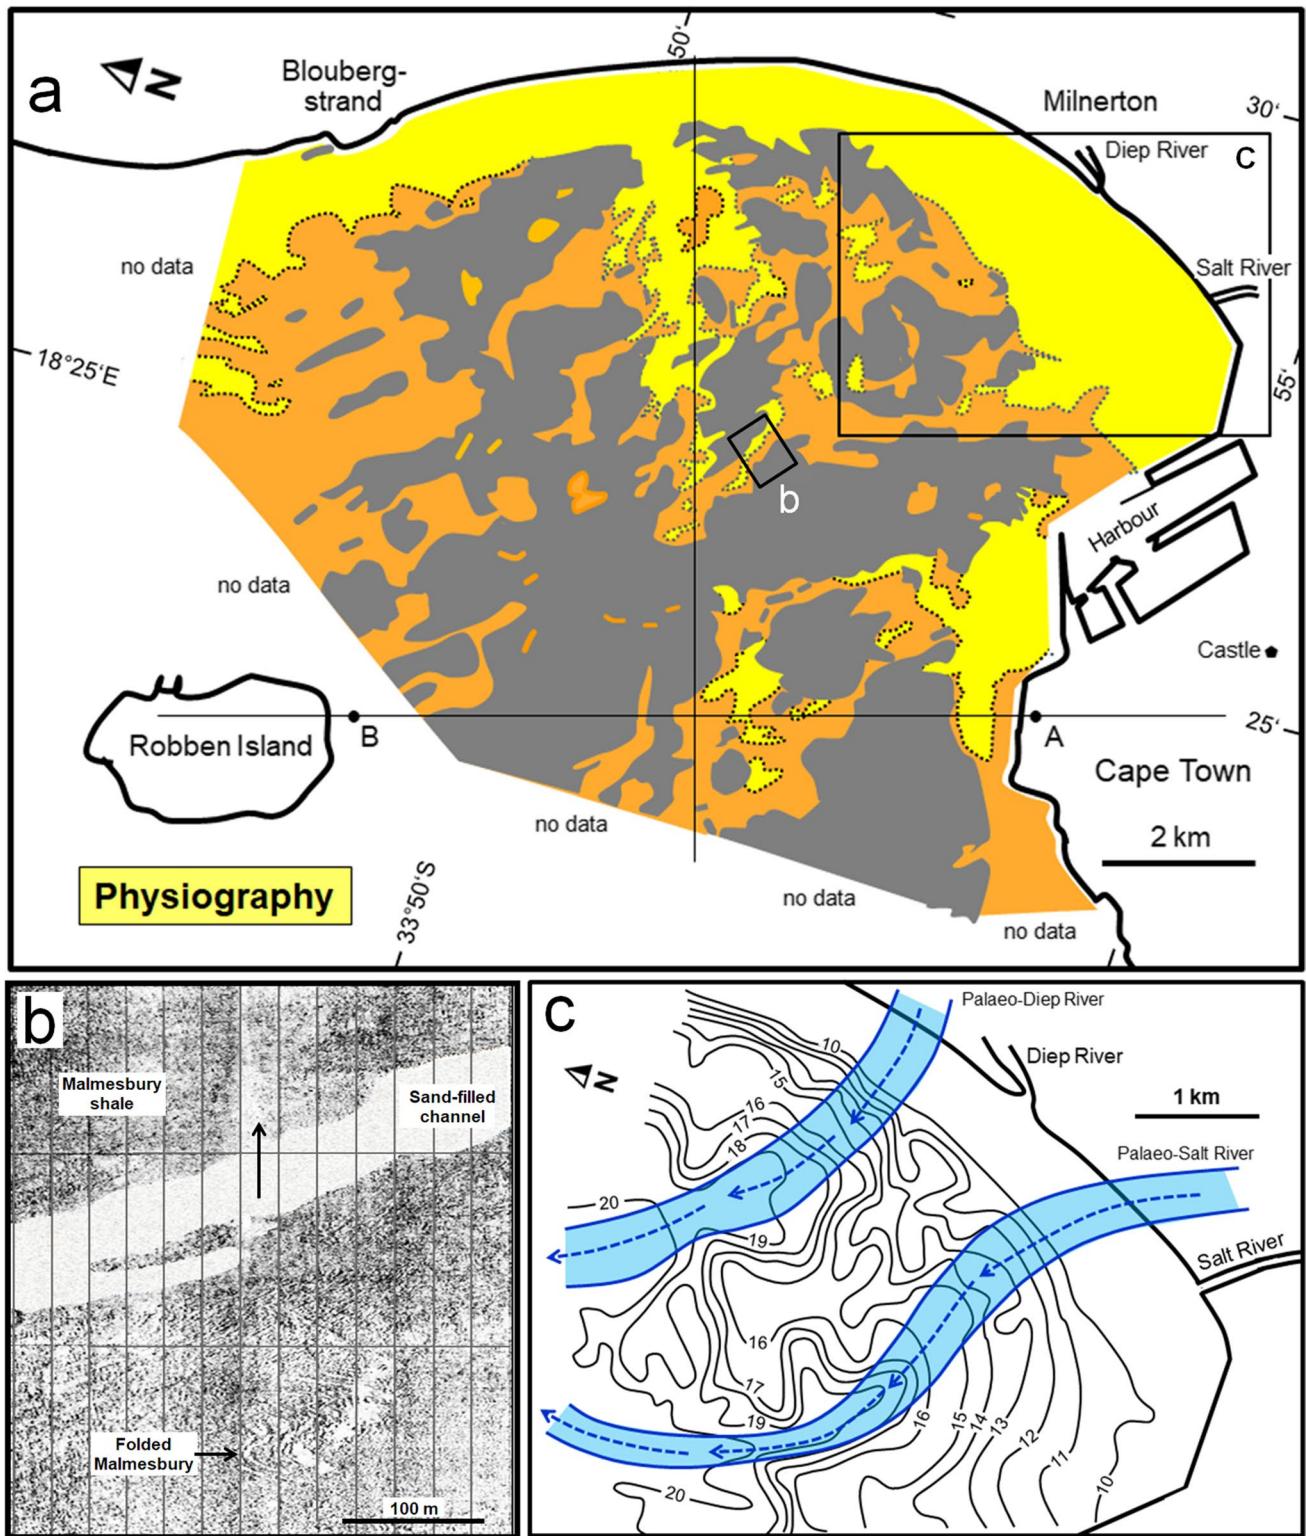 a
N
Blouberg-
strand
50'
Milnerton
30'
Diep River
c
Salt River
no data
18°25'E
55'
b
Harbour
no data
Castle
Robben Island
B
A
25'
Cape Town
no data
2 km
Physiography
33°50'S
no data
no data
b
Malmesbury
shale
Sand-filled
channel
Folded
Malmesbury
100 m
c
Palaeo-Diep River
N
Diep River
10
15
1 km
16
17
18
Palaeo-Salt River
20
19
Salt River
16
17
19
16
15
14
13
12
11
10
20